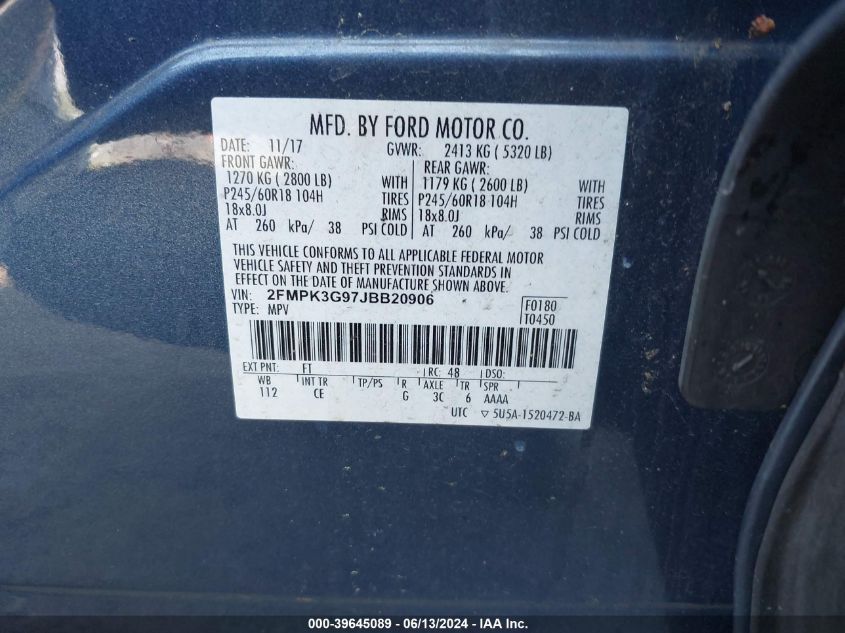 MFD. BY FORD MOTOR CO.
DATE: 11/17 GVWR: 2413 KG ( 5320 LB)
FRONT GAWR: REAR GAWR:
1270 KG ( 2800 LB) WITH 1179 KG ( 2600 LB) WITH
P245/60R18 104H TIRES P245/60R18 104H TIRES
18x8.0J RIMS 18x8.0J RIMS
AT 260 kPa/ 38 PSI COLD AT 260 kPa/ 38 PSI COLD
THIS VEHICLE CONFORMS TO ALL APPLICABLE FEDERAL MOTOR
VEHICLE SAFETY AND THEFT PREVENTION STANDARDS IN
EFFECT ON THE DATE OF MANUFACTURE SHOWN ABOVE.
VIN: 2FMPK3G97JBB20906 F0180
TYPE: MPV T0450
EXT PNT: FT RC: 48 DSO:
WB INT TR TP/PS R AXLE TR SPR
112 CE G 3C 6 AAAA
UTC ▽ 5U5A-1520472-BA
000-39645089 - 06/13/2024 - IAA Inc.